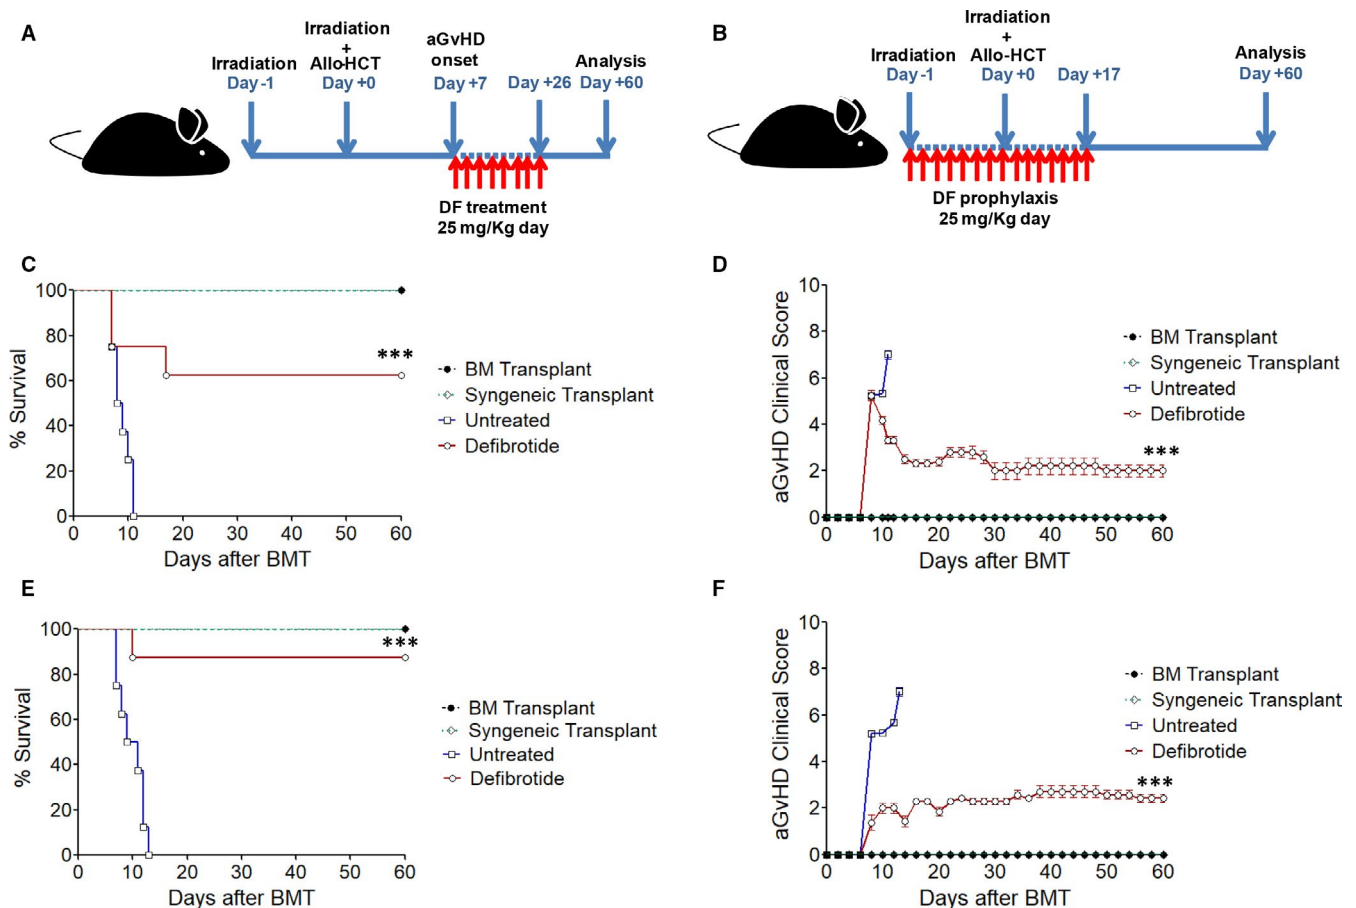 A
Irradiation
+
Irradiation Allo-HCT
Day -1 Day +0
aGvHD
onset
Day +7
Day +26
Analysis
Day +60
DF treatment
25 mg/Kg day
B
Irradiation
+
Irradiation Allo-HCT
Day -1 Day +0
Day +17
Analysis
Day +60
DF prophylaxis
25 mg/Kg day
C
% Survival
100
80
60
40
20
0
0 10 20 30 40 50 60
Days after BMT
***
BM Transplant
Syngeneic Transplant
Untreated
Defibrotide
D
aGvHD Clinical Score
10
8
6
4
2
0
0 10 20 30 40 50 60
Days after BMT
***
BM Transplant
Syngeneic Transplant
Untreated
Defibrotide
E
% Survival
100
80
60
40
20
0
0 10 20 30 40 50 60
Days after BMT
***
BM Transplant
Syngeneic Transplant
Untreated
Defibrotide
F
aGvHD Clinical Score
10
8
6
4
2
0
0 10 20 30 40 50 60
Days after BMT
***
BM Transplant
Syngeneic Transplant
Untreated
Defibrotide